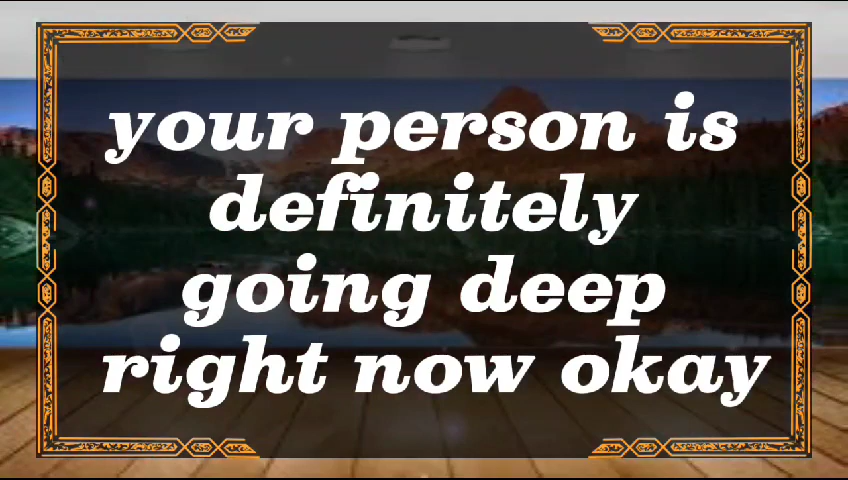 your person is
definitely
going deep
right now okay